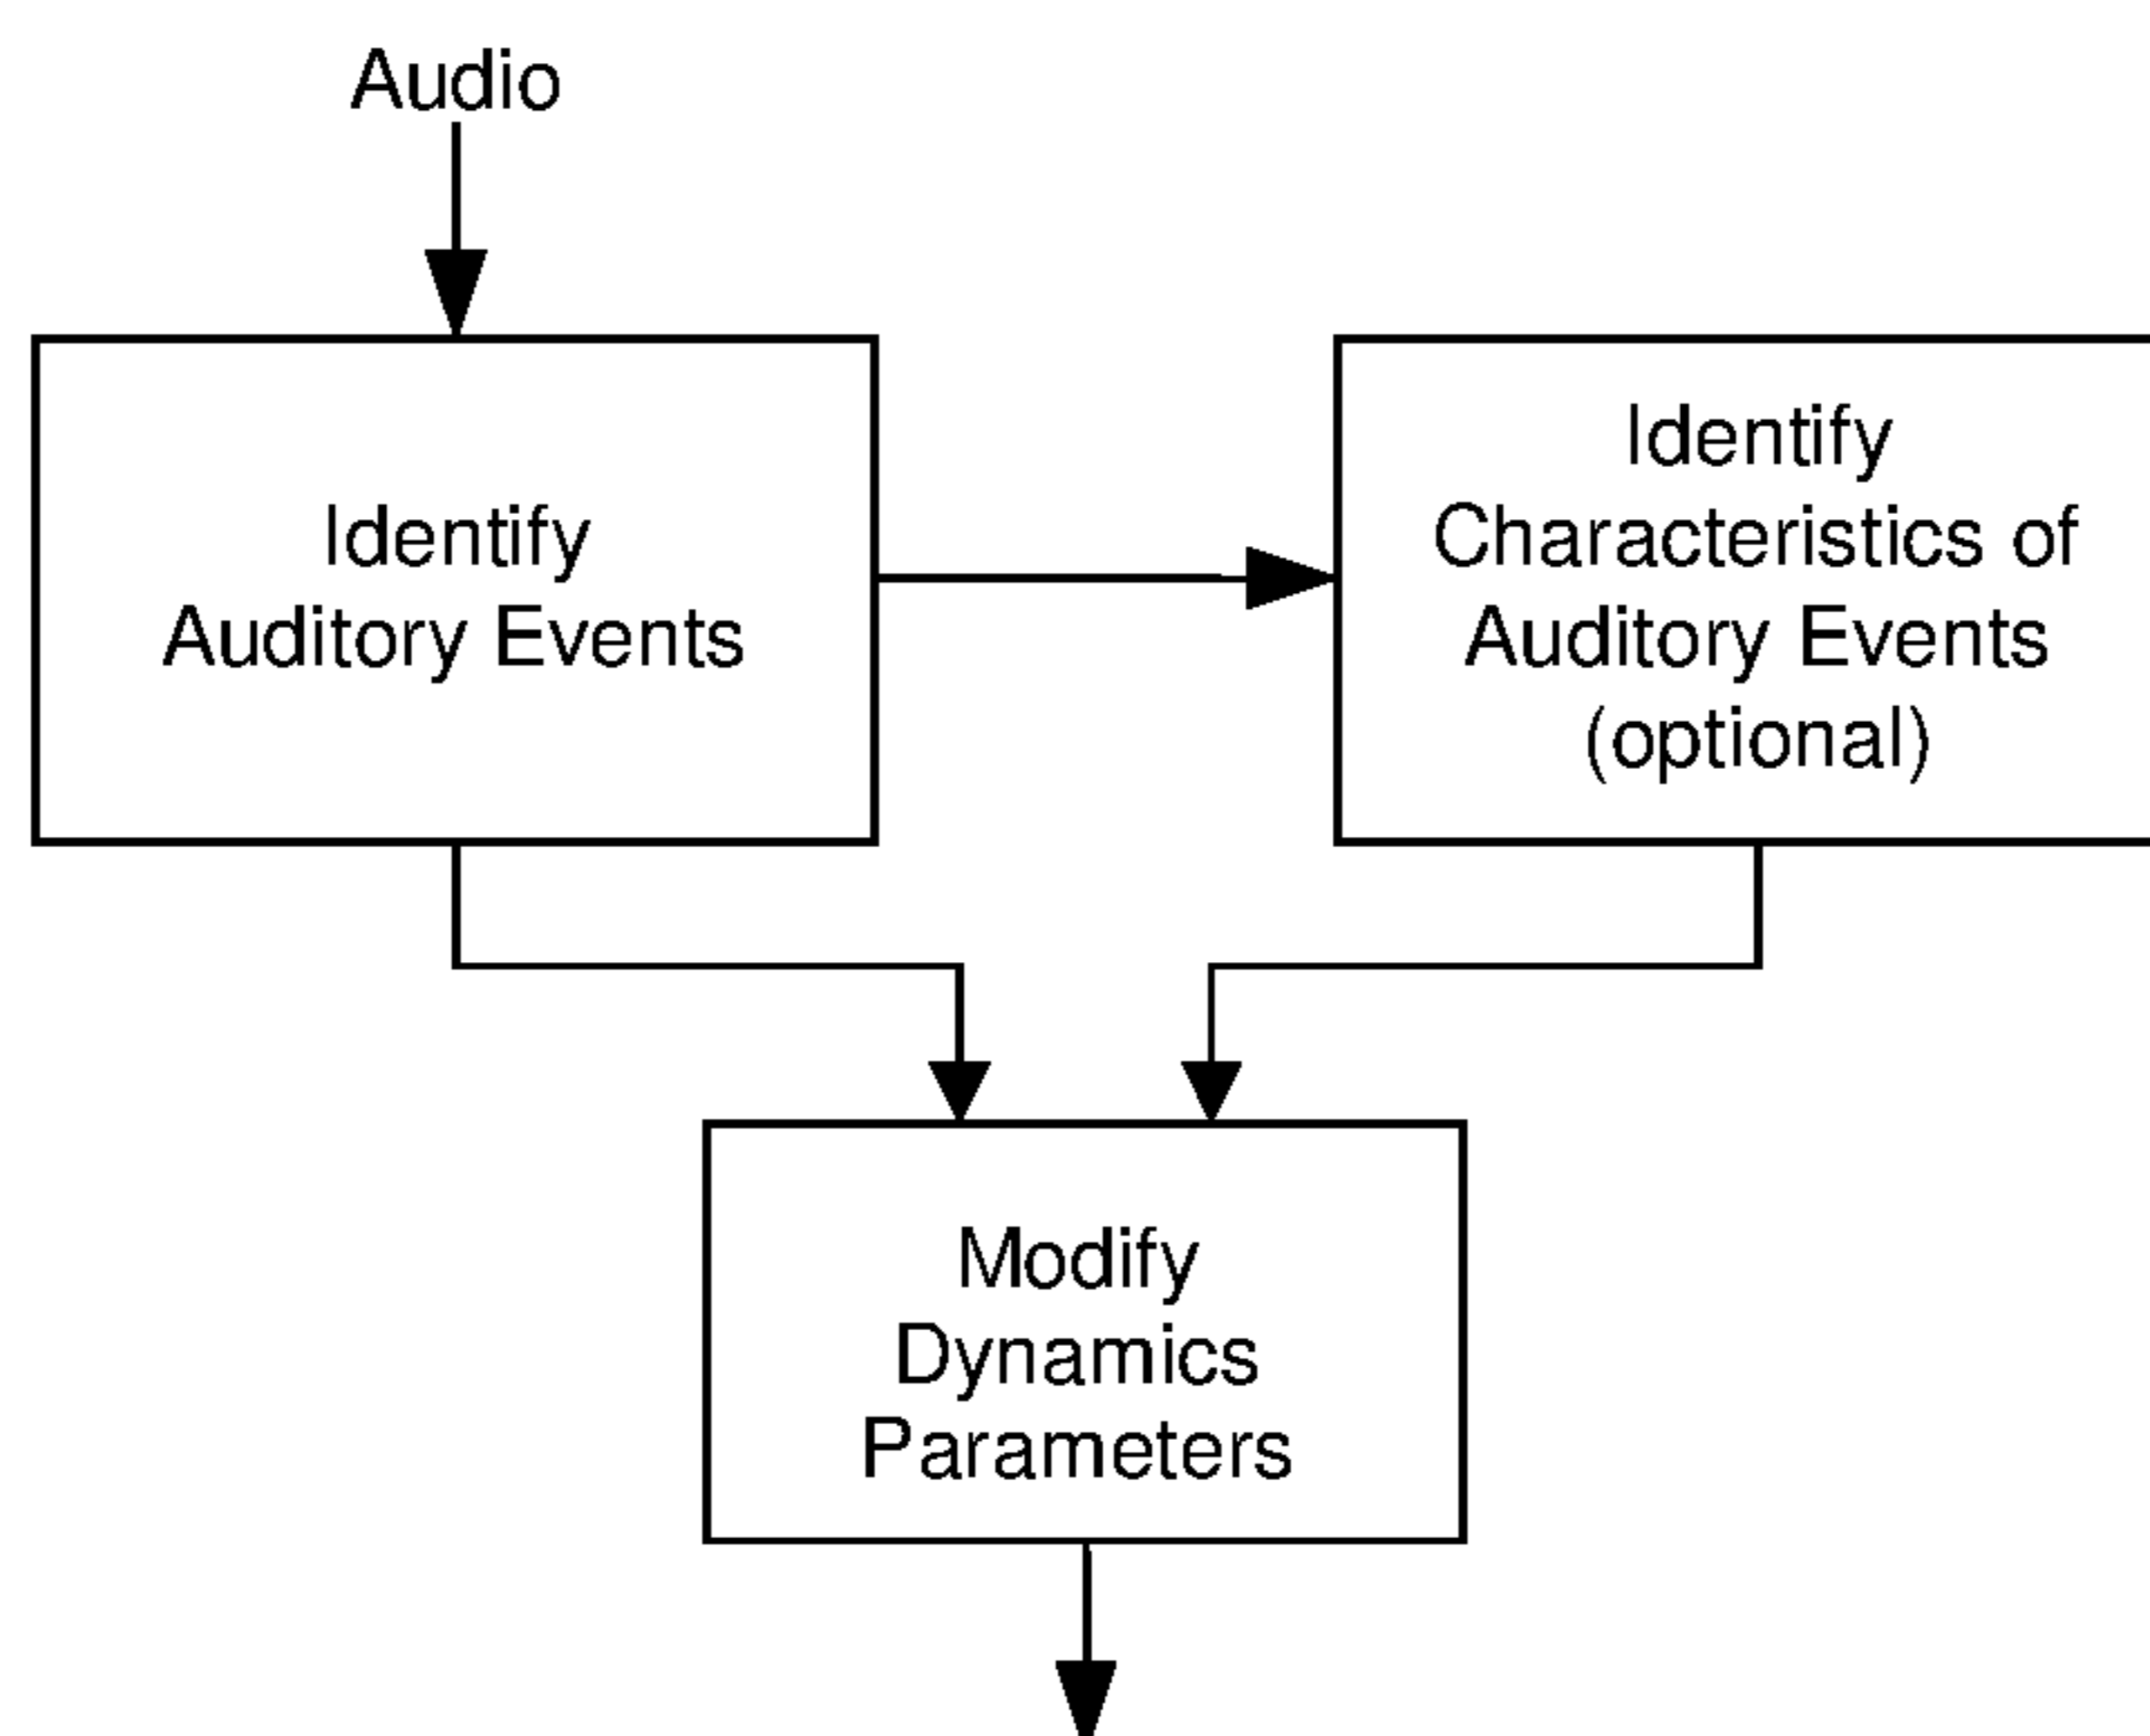 Audio
Identify
Auditory Events
Identify
Characteristics of
Auditory Events
(optional)
Modify
Dynamics
Parameters